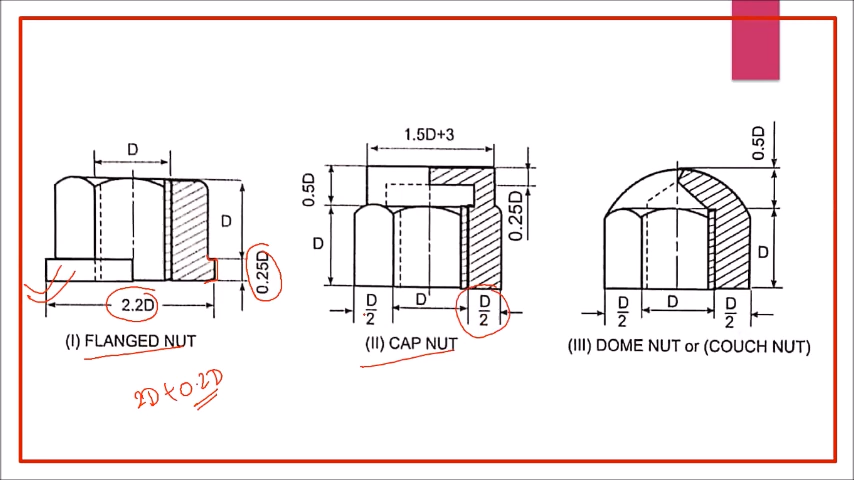 D
D
0.25D
2.2D
(I) FLANGED NUT
2D+0.2D
1.5D+3
0.5D
D
0.25D
D/2
D
D/2
(II) CAP NUT
0.5D
D
D/2
D
D/2
(III) DOME NUT or (COUCH NUT)